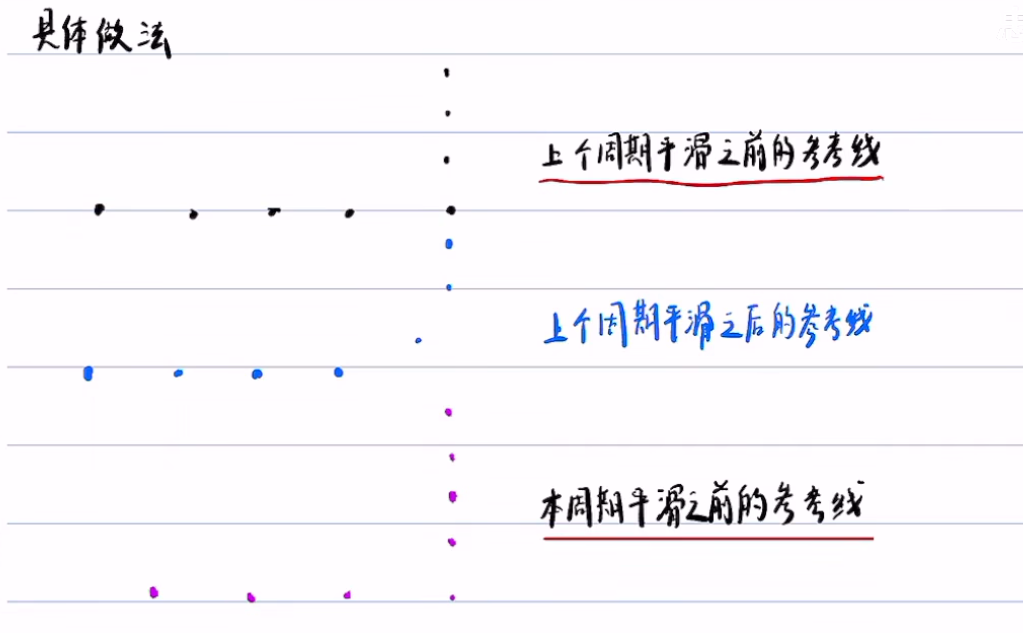 具体做法
上个周期平滑之前的参考线
上个周期平滑之后的参考线
本周期平滑之前的参考线